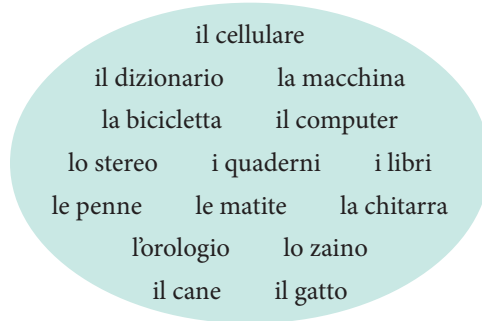 il cellulare
il dizionario la macchina
la bicicletta il computer
lo stereo i quaderni i libri
le penne le matite la chitarra
l'orologio lo zaino
il cane il gatto